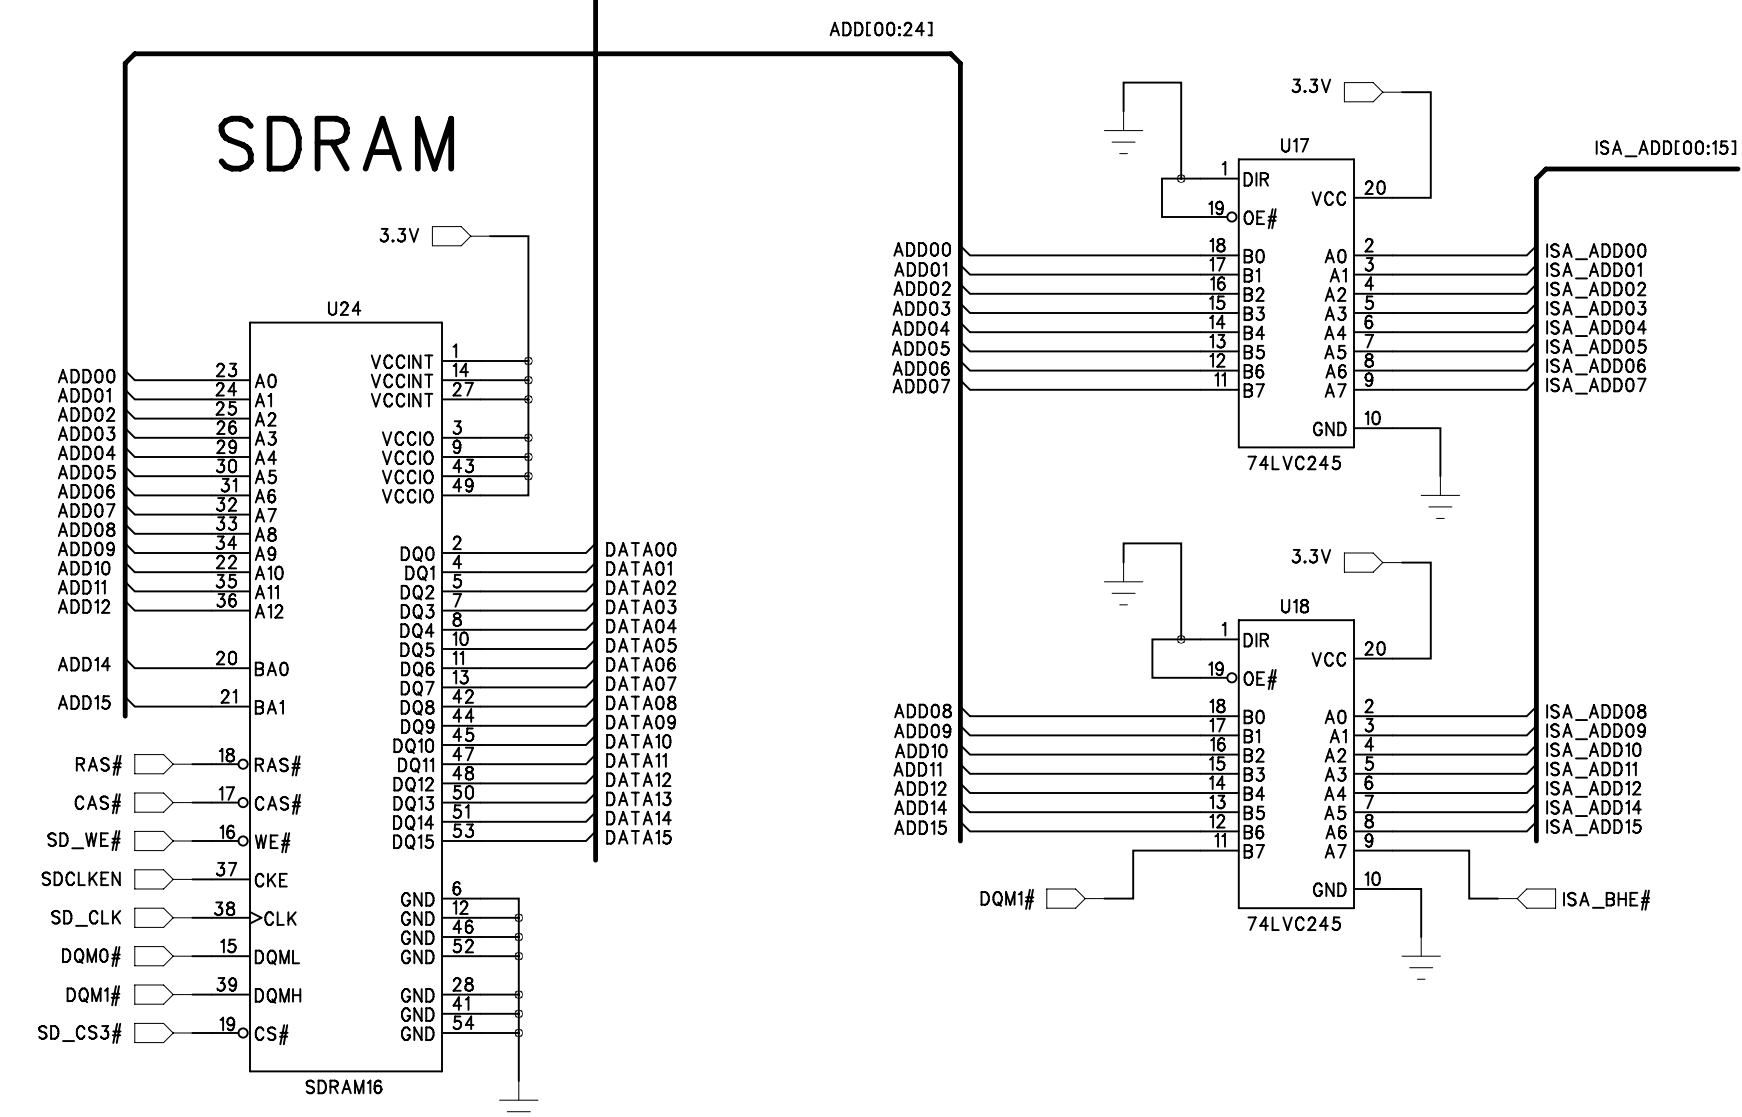 ADD[00:24]
SDRAM
3.3V
U24
ADD00 23 A0
ADD01 24 A1
ADD02 25 A2
ADD03 26 A3
ADD04 29 A4
ADD05 30 A5
ADD06 31 A6
ADD07 32 A7
ADD08 33 A8
ADD09 34 A9
ADD10 22 A10
ADD11 35 A11
ADD12 36 A12
ADD14 20 BA0
ADD15 21 BA1
RAS# 18 RAS#
CAS# 17 CAS#
SD_WE# 16 WE#
SDCLKEN 37 CKE
SD_CLK 38 CLK
DQM0# 15 DQML
DQM1# 39 DQMH
SD_CS3# 19 CS#
VCCINT 1
VCCINT 14
VCCINT 27
VCCIO 3
VCCIO 9
VCCIO 43
VCCIO 49
DQ0 2 DATA00
DQ1 4 DATA01
DQ2 5 DATA02
DQ3 7 DATA03
DQ4 8 DATA04
DQ5 10 DATA05
DQ6 11 DATA06
DQ7 13 DATA07
DQ8 42 DATA08
DQ9 44 DATA09
DQ10 45 DATA10
DQ11 47 DATA11
DQ12 48 DATA12
DQ13 50 DATA13
DQ14 51 DATA14
DQ15 53 DATA15
GND 6
GND 12
GND 46
GND 52
GND 28
GND 41
GND 54
SDRAM16
3.3V
U17
ISA_ADD[00:15]
1 DIR
VCC 20
19 OE#
ADD00 18 B0 A0 2 ISA_ADD00
ADD01 17 B1 A1 3 ISA_ADD01
ADD02 16 B2 A2 4 ISA_ADD02
ADD03 15 B3 A3 5 ISA_ADD03
ADD04 14 B4 A4 6 ISA_ADD04
ADD05 13 B5 A5 7 ISA_ADD05
ADD06 12 B6 A6 8 ISA_ADD06
ADD07 11 B7 A7 9 ISA_ADD07
GND 10
74LVC245
3.3V
U18
1 DIR
VCC 20
19 OE#
ADD08 18 B0 A0 2 ISA_ADD08
ADD09 17 B1 A1 3 ISA_ADD09
ADD10 16 B2 A2 4 ISA_ADD10
ADD11 15 B3 A3 5 ISA_ADD11
ADD12 14 B4 A4 6 ISA_ADD12
ADD14 13 B5 A5 7 ISA_ADD14
ADD15 12 B6 A6 8 ISA_ADD15
11 B7 A7 9
GND 10
DQM1# ISA_BHE#
74LVC245